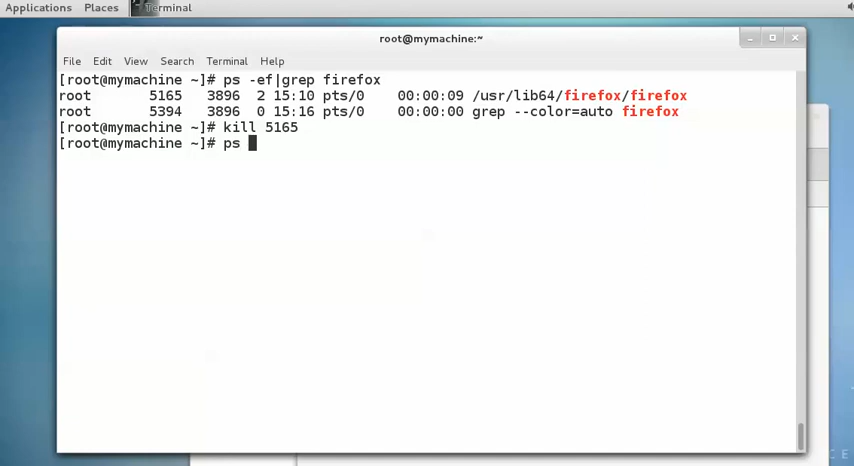 Applications Places Terminal
root@mymachine:~
File Edit View Search Terminal Help
[root@mymachine ~]# ps -ef|grep firefox
root 5165 3896 2 15:10 pts/0 00:00:09 /usr/lib64/firefox/firefox
root 5394 3896 0 15:16 pts/0 00:00:00 grep --color=auto firefox
[root@mymachine ~]# kill 5165
[root@mymachine ~]# ps
C E